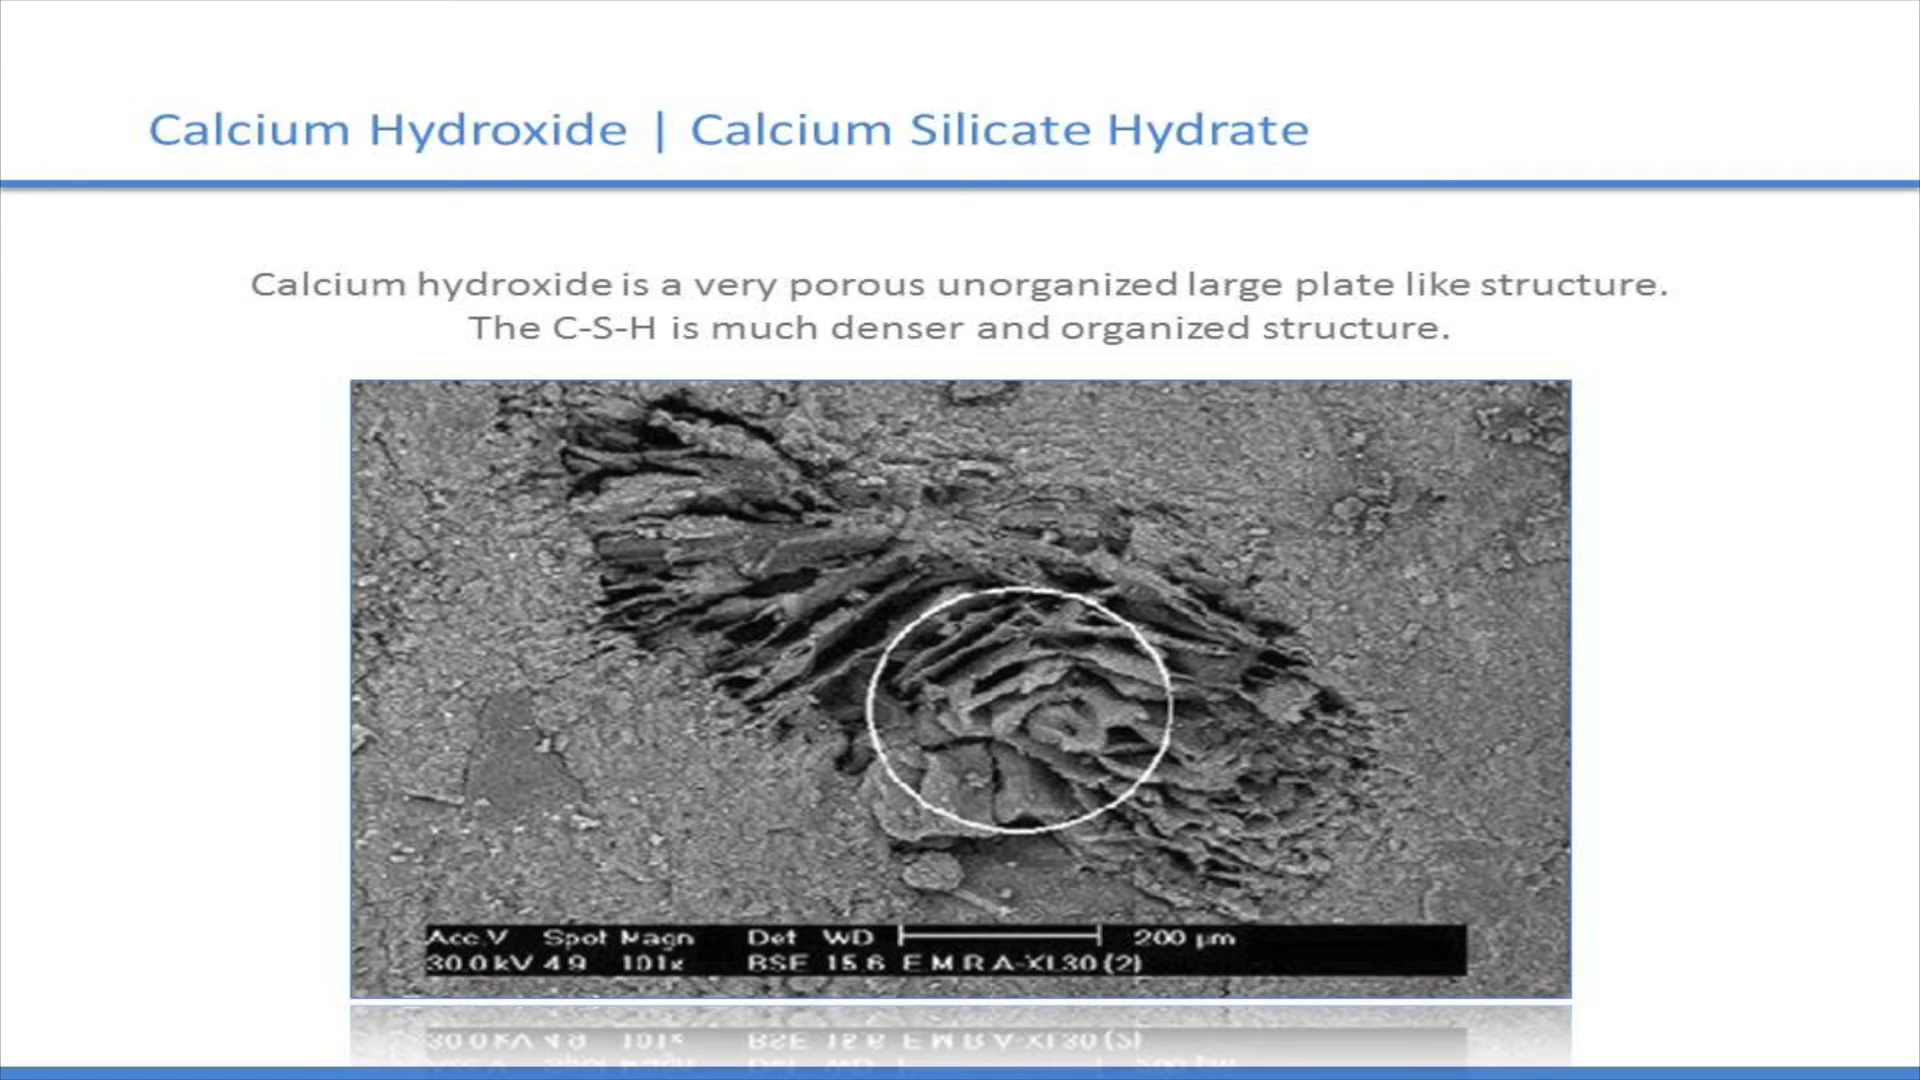 Calcium Hydroxide | Calcium Silicate Hydrate
Calcium hydroxide is a very porous unorganized large plate like structure.
The C-S-H is much denser and organized structure.
Acc.V Spot Magn Det WD 200 µm
30.0 kV 4.9 101x BSE 15.6 E M R A-XL30 (2)